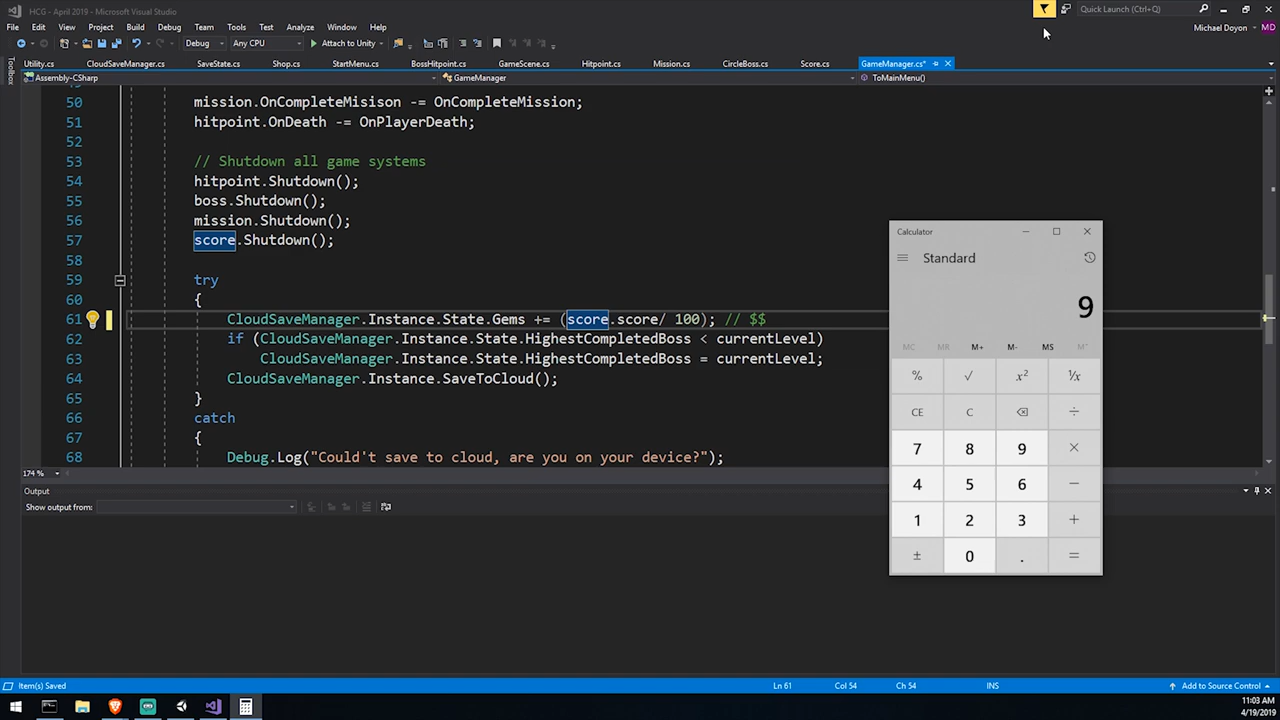 HCG - April 2019 - Microsoft Visual Studio
Quick Launch (Ctrl+Q)
File Edit View Project Build Debug Team Tools Test Analyze Window Help
Michael Doyon MD
Debug Any CPU Attach to Unity
Utility.cs CloudSaveManager.cs SaveState.cs Shop.cs StartMenu.cs BossHitpoint.cs GameScene.cs Hitpoint.cs Mission.cs CircleBoss.cs Score.cs GameManager.cs*
Toolbox
Assembly-CSharp GameManager ToMainMenu()
50 mission.OnCompleteMisison -= OnCompleteMission;
51 hitpoint.OnDeath -= OnPlayerDeath;
52
53 // Shutdown all game systems
54 hitpoint.Shutdown();
55 boss.Shutdown();
56 mission.Shutdown();
57 score.Shutdown();
58
59 try
60 {
61 CloudSaveManager.Instance.State.Gems += (score.score/ 100); // $$
62 if (CloudSaveManager.Instance.State.HighestCompletedBoss < currentLevel)
63 CloudSaveManager.Instance.State.HighestCompletedBoss = currentLevel;
64 CloudSaveManager.Instance.SaveToCloud();
65 }
66 catch
67 {
68 Debug.Log("Could't save to cloud, are you on your device?");
174 %
Calculator
Standard
9
MC MR M+ M- MS M˅
% √ x² ¹/x
CE C ⌫ ÷
7 8 9 ×
4 5 6 −
1 2 3 +
± 0 . =
Output
Show output from:
Item(s) Saved Ln 61 Col 54 Ch 54 INS Add to Source Control
11:03 AM
4/19/2019